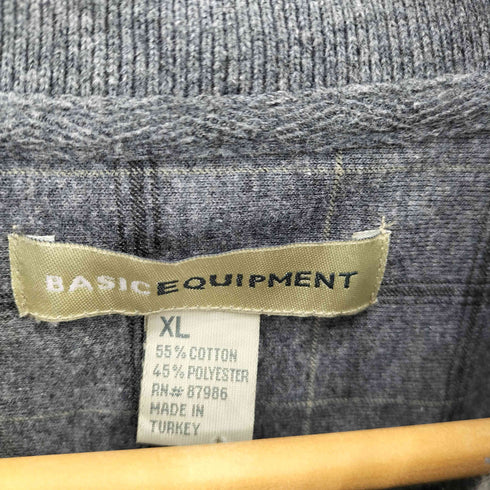 BASIC EQUIPMENT
XL
55% COTTON
45% POLYESTER
RN# 87986
MADE IN
TURKEY